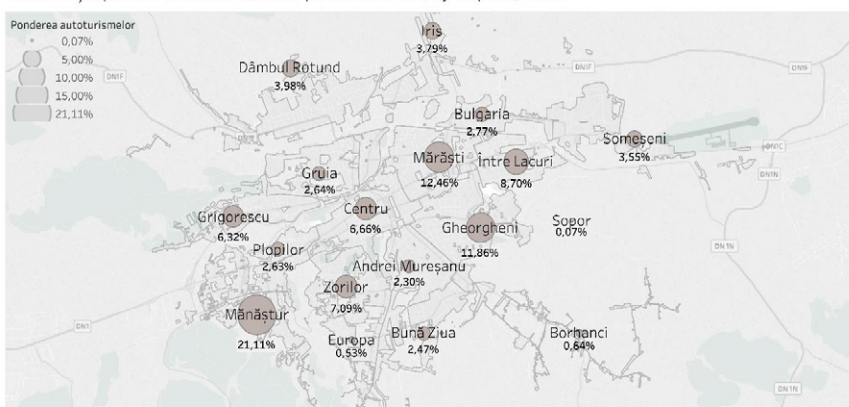 Ponderea autoturismelor
0,07%
5,00%
10,00%
15,00%
21,11%
Iris
3,79%
Dâmbul Rotund
3,98%
DN1F
DN1F
DN1N
Bulgaria
2,77%
Someșeni
3,55%
Mărăști
12,46%
Între Lacuri
8,70%
DN1C
DN1N
Gruia
2,64%
Grigorescu
6,32%
Centru
6,66%
Gheorgheni
11,86%
Sopor
0,07%
DN1N
Plopilor
2,63%
Andrei Mureșanu
2,30%
Zorilor
7,09%
Mănăștur
21,11%
DN1
Europa
0,53%
Bună Ziua
2,47%
Borhanci
0,64%
DN1N